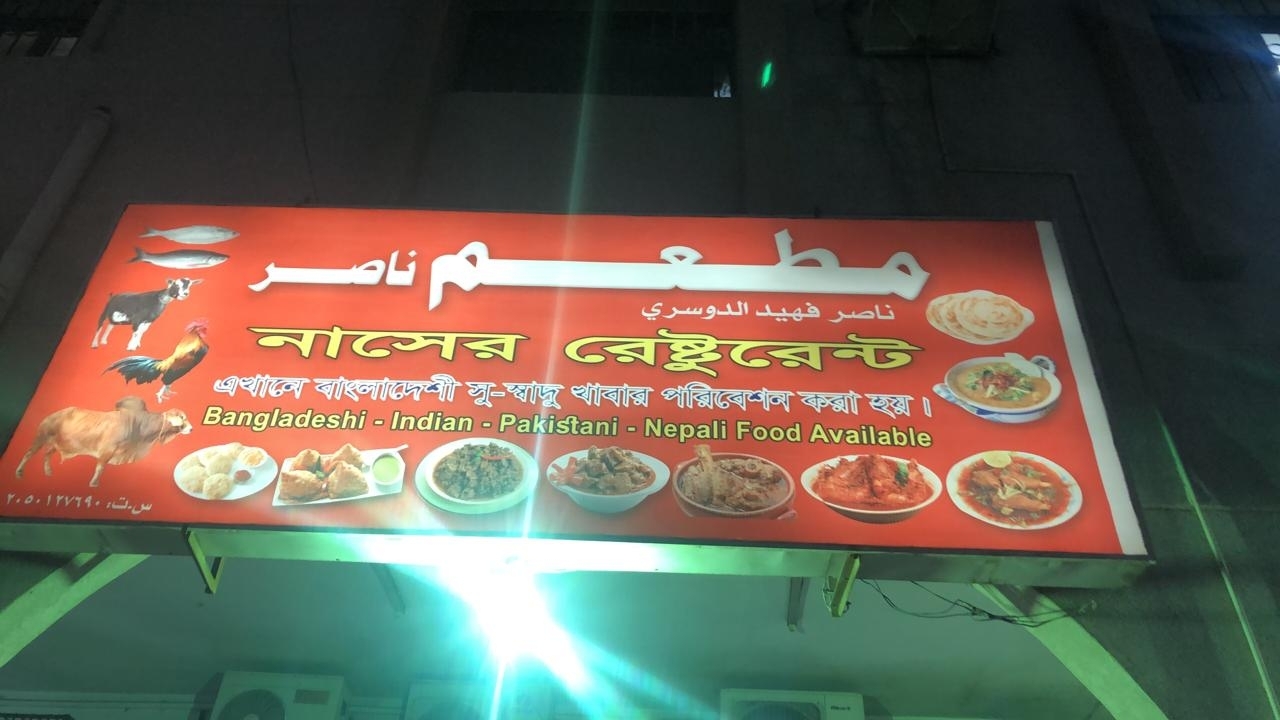 مطعم ناصر
ناصر فهيد الدوسري
নাসের রেষ্টুরেন্ট
এখানে বাংলাদেশী সু-স্বাদু খাবার পরিবেশন করা হয়।
Bangladeshi - Indian - Pakistani - Nepali Food Available
س.ت: ٢٠٥٠١٢٧٦٩٠